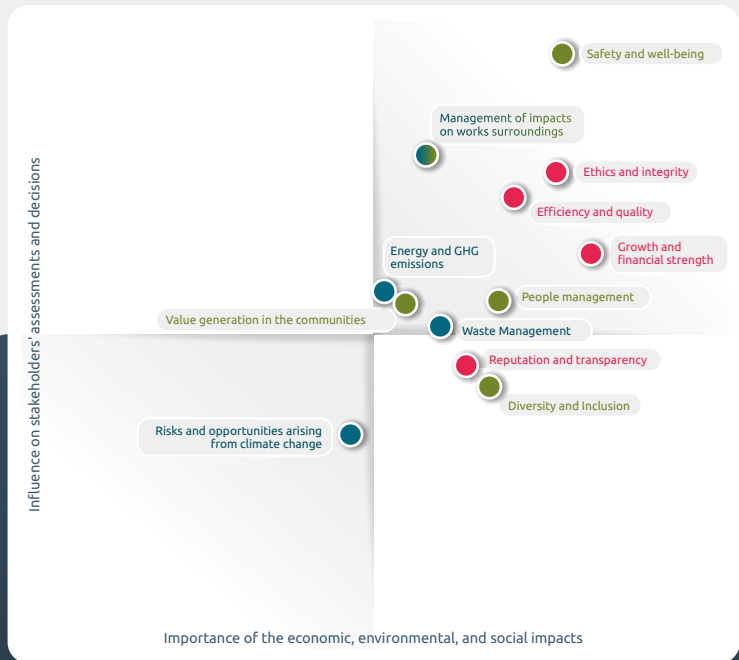 Safety and well-being
Management of impacts
on works surroundings
Ethics and integrity
Efficiency and quality
Growth and
financial strength
Energy and GHG
emissions
People management
Value generation in the communities
Waste Management
Reputation and transparency
Diversity and Inclusion
Risks and opportunities arising
from climate change
Influence on stakeholders' assessments and decisions
Importance of the economic, environmental, and social impacts